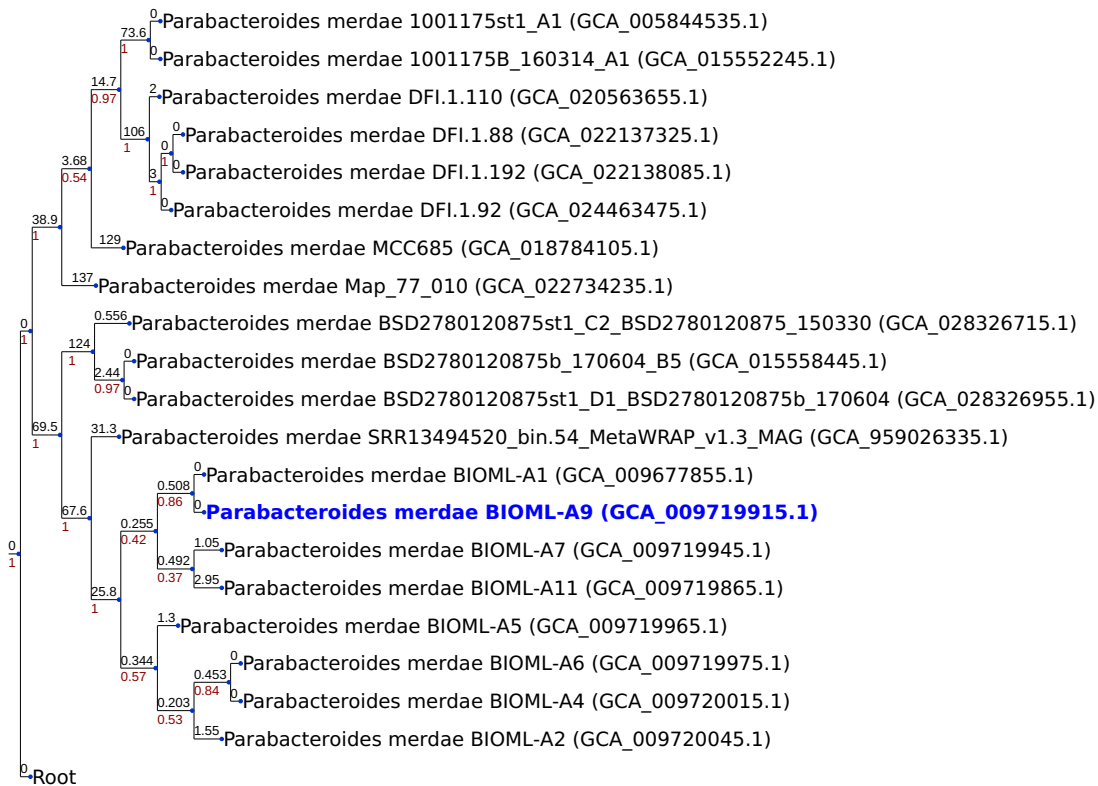 0
Parabacteroides merdae 1001175st1_A1 (GCA_005844535.1)
73.6
1
0
Parabacteroides merdae 1001175B_160314_A1 (GCA_015552245.1)
14.7
0.97
2
Parabacteroides merdae DFI.1.110 (GCA_020563655.1)
106
1
0
Parabacteroides merdae DFI.1.88 (GCA_022137325.1)
0
1
0
Parabacteroides merdae DFI.1.192 (GCA_022138085.1)
3
1
0
Parabacteroides merdae DFI.1.92 (GCA_024463475.1)
3.68
0.54
129
Parabacteroides merdae MCC685 (GCA_018784105.1)
38.9
1
137
Parabacteroides merdae Map_77_010 (GCA_022734235.1)
0
1
0.556
Parabacteroides merdae BSD2780120875st1_C2_BSD2780120875_150330 (GCA_028326715.1)
124
1
0
Parabacteroides merdae BSD2780120875b_170604_B5 (GCA_015558445.1)
2.44
0.97
0
Parabacteroides merdae BSD2780120875st1_D1_BSD2780120875b_170604 (GCA_028326955.1)
69.5
1
31.3
Parabacteroides merdae SRR13494520_bin.54_MetaWRAP_v1.3_MAG (GCA_959026335.1)
67.6
1
0
Parabacteroides merdae BIOML-A1 (GCA_009677855.1)
0.508
0.86
0
Parabacteroides merdae BIOML-A9 (GCA_009719915.1)
0.255
0.42
1.05
Parabacteroides merdae BIOML-A7 (GCA_009719945.1)
0.492
0.37
2.95
Parabacteroides merdae BIOML-A11 (GCA_009719865.1)
0
1
25.8
1
1.3
Parabacteroides merdae BIOML-A5 (GCA_009719965.1)
0.344
0.57
0
Parabacteroides merdae BIOML-A6 (GCA_009719975.1)
0.453
0.84
0
Parabacteroides merdae BIOML-A4 (GCA_009720015.1)
0.203
0.53
1.55
Parabacteroides merdae BIOML-A2 (GCA_009720045.1)
0
Root